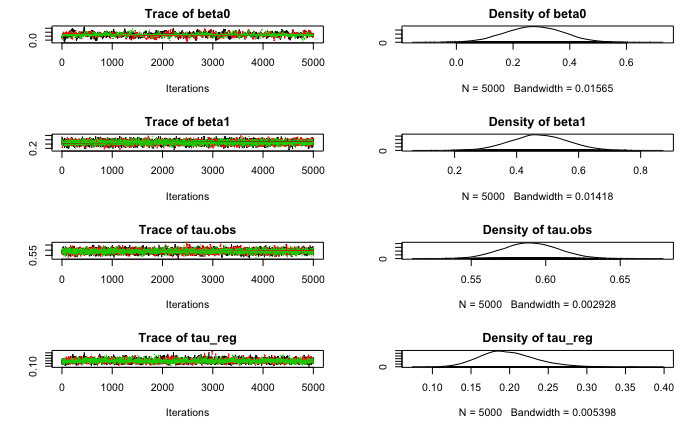 Trace of beta0
0.0
0 1000 2000 3000 4000 5000
Iterations
Density of beta0
0
0.0 0.2 0.4 0.6
N = 5000 Bandwidth = 0.01565
Trace of beta1
0.2
0 1000 2000 3000 4000 5000
Iterations
Density of beta1
0
0.2 0.4 0.6 0.8
N = 5000 Bandwidth = 0.01418
Trace of tau.obs
0.55
0 1000 2000 3000 4000 5000
Iterations
Density of tau.obs
0
0.55 0.60 0.65
N = 5000 Bandwidth = 0.002928
Trace of tau_reg
0.10
0 1000 2000 3000 4000 5000
Iterations
Density of tau_reg
0
0.10 0.15 0.20 0.25 0.30 0.35 0.40
N = 5000 Bandwidth = 0.005398